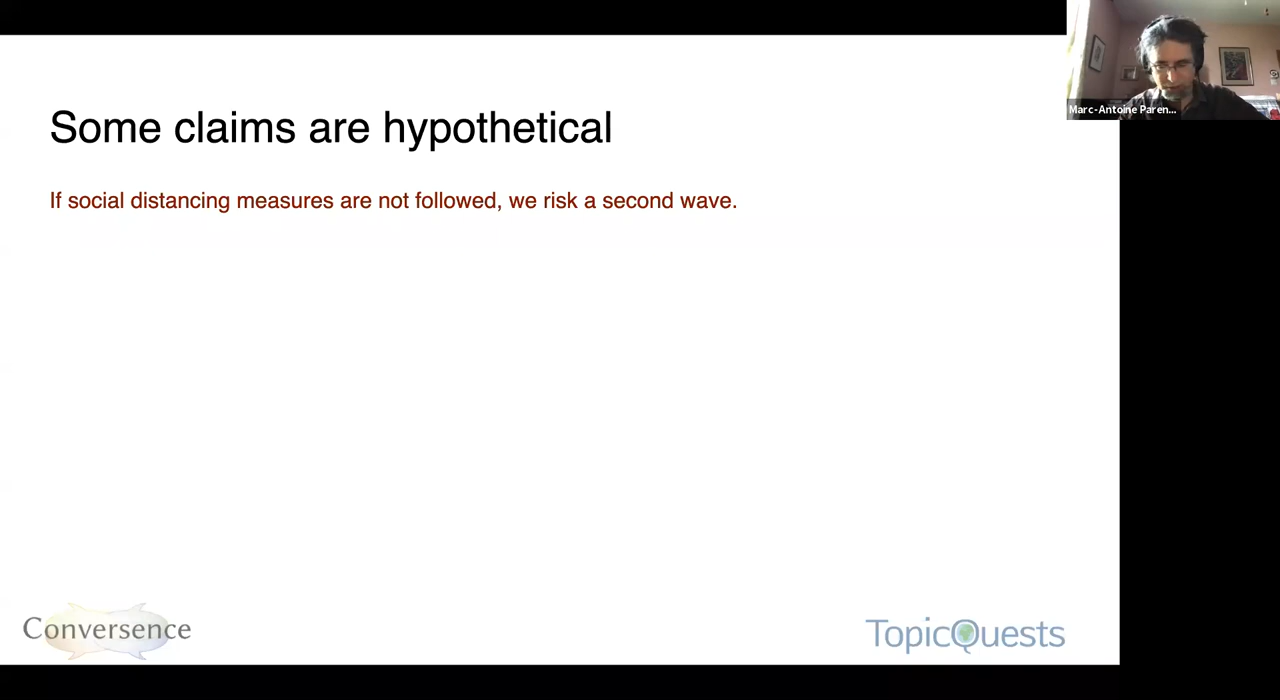 Some claims are hypothetical
If social distancing measures are not followed, we risk a second wave.
Marc-Antoine Paren...
Conversence
TopicQuests